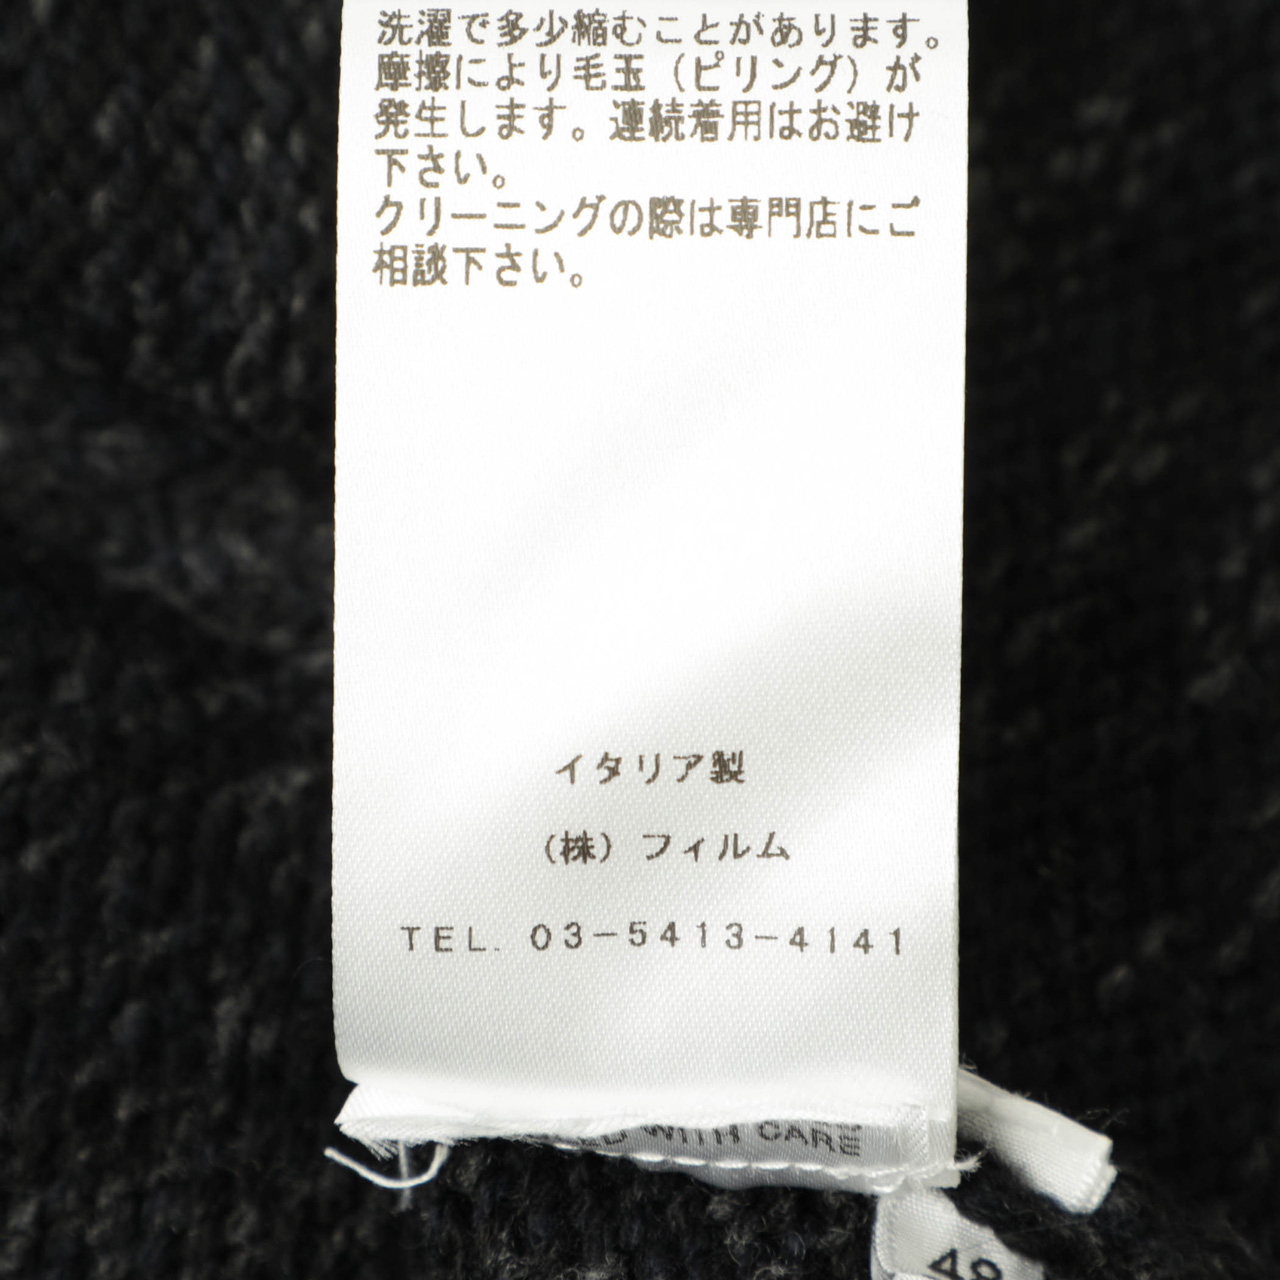 洗濯で多少縮むことがあります。
摩擦により毛玉（ピリング）が
発生します。連続着用はお避け
下さい。
クリーニングの際は専門店にご
相談下さい。
イタリア製
（株）フィルム
TEL. 03-5413-4141
WITH CARE
48